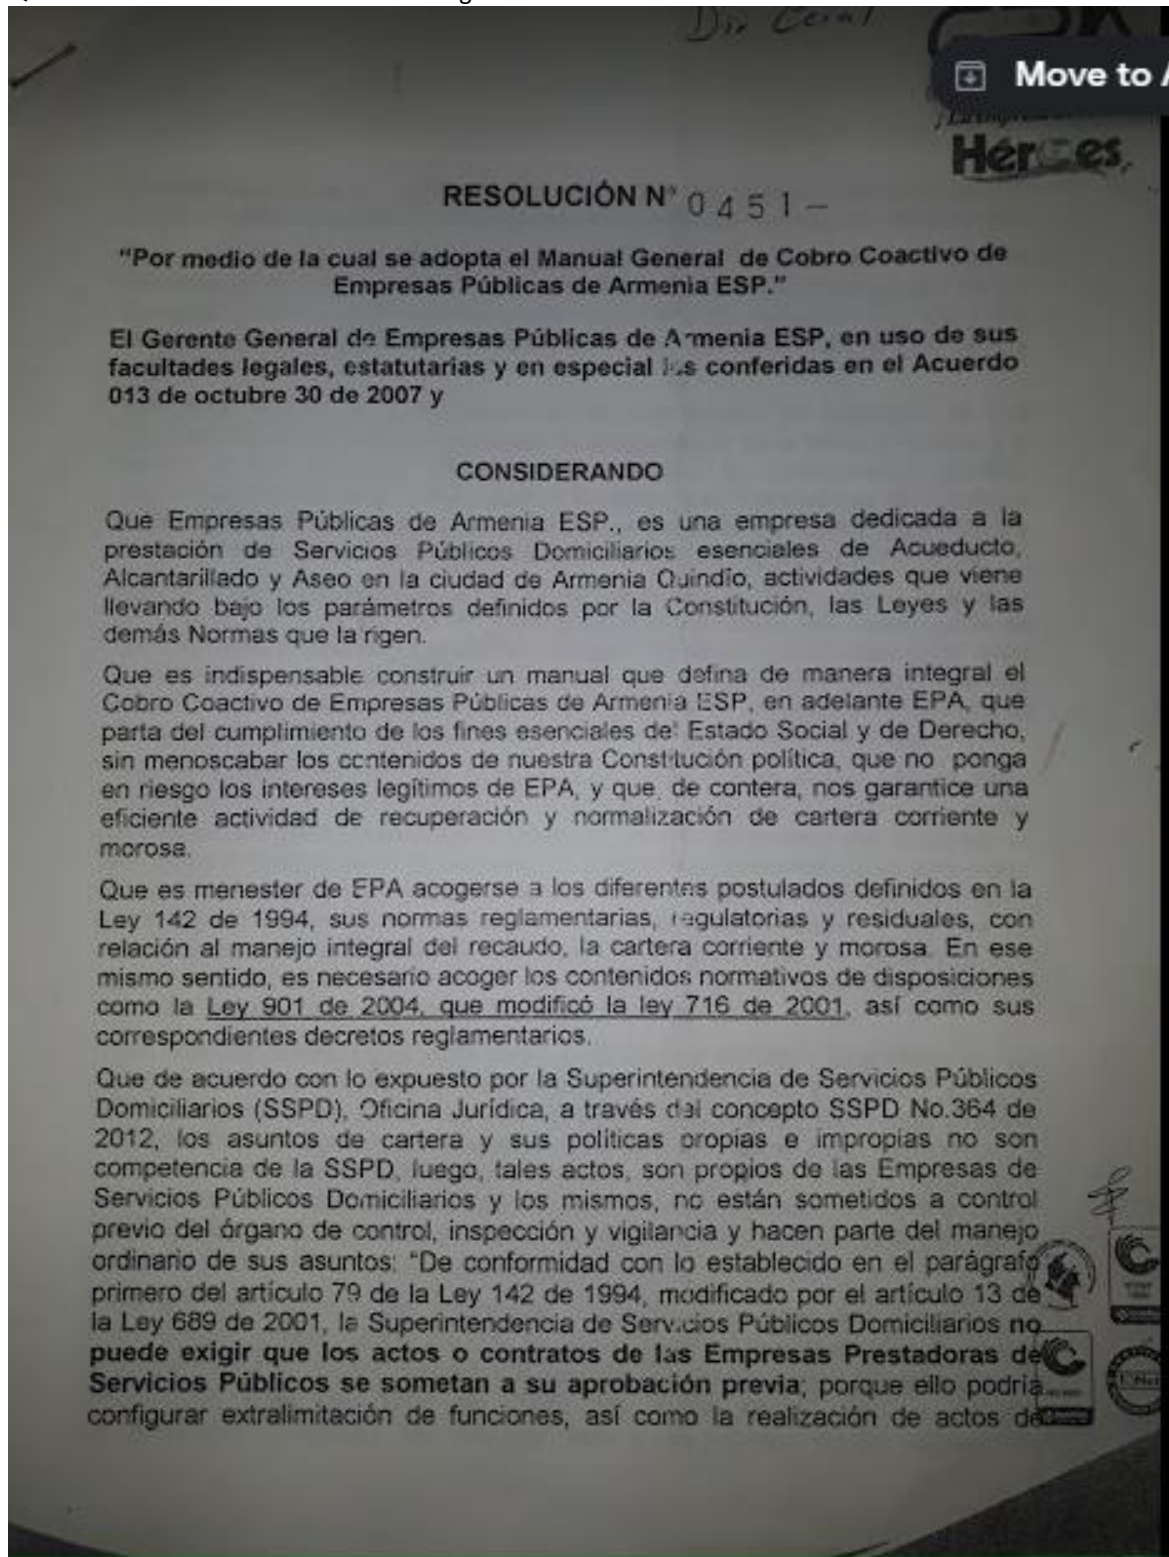 Dir Ceral
Move to
Héroes
RESOLUCIÓN N° 0451-
"Por medio de la cual se adopta el Manual General de Cobro Coactivo de
Empresas Públicas de Armenia ESP."
El Gerente General de Empresas Públicas de Armenia ESP, en uso de sus
facultades legales, estatutarias y en especial las conferidas en el Acuerdo
013 de octubre 30 de 2007 y
CONSIDERANDO
Que Empresas Públicas de Armenia ESP., es una empresa dedicada a la
prestación de Servicios Públicos Domiciliarios esenciales de Acueducto,
Alcantarillado y Aseo en la ciudad de Armenia Quindío, actividades que viene
llevando bajo los parámetros definidos por la Constitución, las Leyes y las
demás Normas que la rigen.
Que es indispensable construir un manual que defina de manera integral el
Cobro Coactivo de Empresas Públicas de Armenia ESP, en adelante EPA, que
parta del cumplimiento de los fines esenciales del Estado Social y de Derecho,
sin menoscabar los contenidos de nuestra Constitución política, que no ponga
en riesgo los intereses legítimos de EPA, y que, de contera, nos garantice una
eficiente actividad de recuperación y normalización de cartera corriente y
morosa.
Que es menester de EPA acogerse a los diferentes postulados definidos en la
Ley 142 de 1994, sus normas reglamentarias, regulatorias y residuales, con
relación al manejo integral del recaudo, la cartera corriente y morosa. En ese
mismo sentido, es necesario acoger los contenidos normativos de disposiciones
como la Ley 901 de 2004, que modificó la ley 716 de 2001, así como sus
correspondientes decretos reglamentarios.
Que de acuerdo con lo expuesto por la Superintendencia de Servicios Públicos
Domiciliarios (SSPD), Oficina Jurídica, a través del concepto SSPD No.364 de
2012, los asuntos de cartera y sus políticas propias e impropias no son
competencia de la SSPD, luego, tales actos, son propios de las Empresas de
Servicios Públicos Domiciliarios y los mismos, no están sometidos a control
previo del órgano de control, inspección y vigilancia y hacen parte del manejo
ordinario de sus asuntos: "De conformidad con lo establecido en el parágrafo
primero del artículo 79 de la Ley 142 de 1994, modificado por el artículo 13 de
la Ley 689 de 2001, la Superintendencia de Servicios Públicos Domiciliarios no
puede exigir que los actos o contratos de las Empresas Prestadoras de
Servicios Públicos se sometan a su aprobación previa; porque ello podría
configurar extralimitación de funciones, así como la realización de actos de